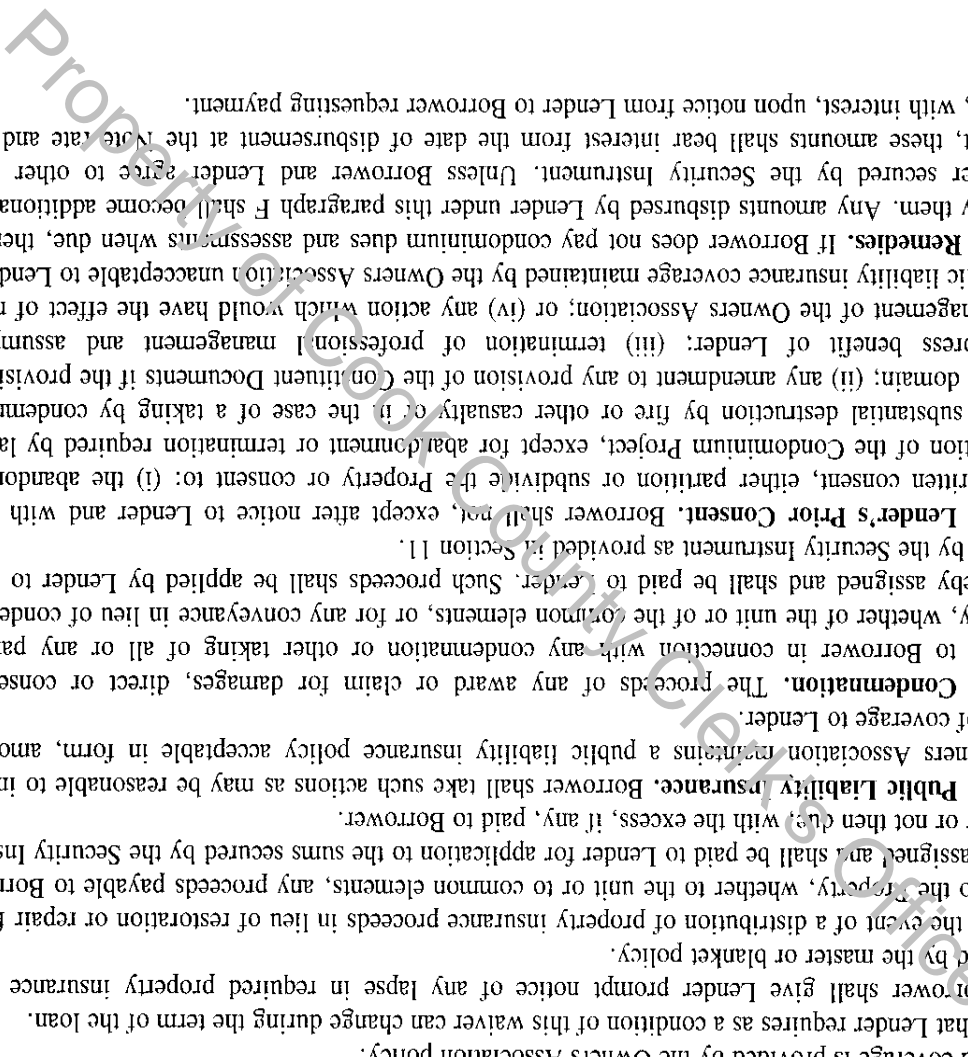 coverage is provided by the Owners Association policy.
hat Lender requires as a condition of this waiver can change during the term of the loan.
orrower shall give Lender prompt notice of any lapse in required property insurance
d by the master or blanket policy.
the event of a distribution of property insurance proceeds in lieu of restoration or repair f
o the Property, whether to the unit or to common elements, any proceeds payable to Borr
assigned and shall be paid to Lender for application to the sums secured by the Security Ins
r or not then due, with the excess, if any, paid to Borrower.
Public Liability Insurance. Borrower shall take such actions as may be reasonable to in
ners Association maintains a public liability insurance policy acceptable in form, amo
f coverage to Lender.
Condemnation. The proceeds of any award or claim for damages, direct or conse
to Borrower in connection with any condemnation or other taking of all or any pa
y, whether of the unit or of the common elements, or for any conveyance in lieu of conde
eby assigned and shall be paid to Lender. Such proceeds shall be applied by Lender to
by the Security Instrument as provided in Section 11.
Lender's Prior Consent. Borrower shall not, except after notice to Lender and with
ritten consent, either partition or subdivide the Property or consent to: (i) the abandon
tion of the Condominium Project, except for abandonment or termination required by la
substantial destruction by fire or other casualty or in the case of a taking by condemn
domain; (ii) any amendment to any provision of the Constituent Documents if the provisi
press benefit of Lender; (iii) termination of professional management and assum
nagement of the Owners Association; or (iv) any action which would have the effect of r
ic liability insurance coverage maintained by the Owners Association unacceptable to Lend
Remedies. If Borrower does not pay condominium dues and assessments when due, the
y them. Any amounts disbursed by Lender under this paragraph F shall become additiona
er secured by the Security Instrument. Unless Borrower and Lender agree to other
t, these amounts shall bear interest from the date of disbursement at the Note rate and
, with interest, upon notice from Lender to Borrower requesting payment.
Property of Cook County Clerk's Office